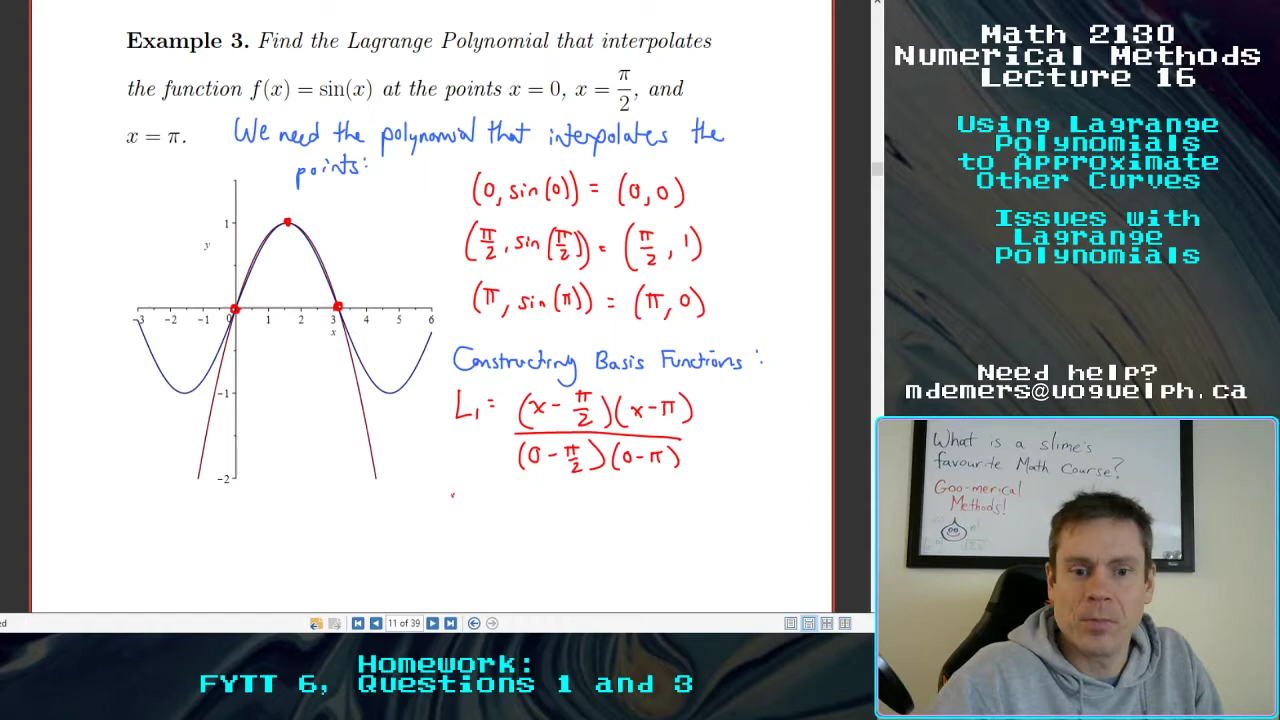 Example 3. Find the Lagrange Polynomial that interpolates
the function f(x) = sin(x) at the points x = 0, x = π/2, and
x = π.
We need the polynomial that interpolates the
points:
(0, sin(0)) = (0, 0)
(π/2, sin(π/2)) = (π/2, 1)
(π, sin(π)) = (π, 0)
1
y
-3 -2 -1 0 1 2 3 4 5 6
x
-1
-2
Constructing Basis Functions:
L₁ = (x - π/2)(x - π)
(0 - π/2)(0 - π)
11 of 39
Homework:
FYTT 6, Questions 1 and 3
Math 2130
Numerical Methods
Lecture 16
Using Lagrange
Polynomials
to Approximate
Other Curves
Issues with
Lagrange
Polynomials
Need help?
mdemers@uoguelph.ca
What is a slime's
favourite Math Course?
Goo-merical
Methods!